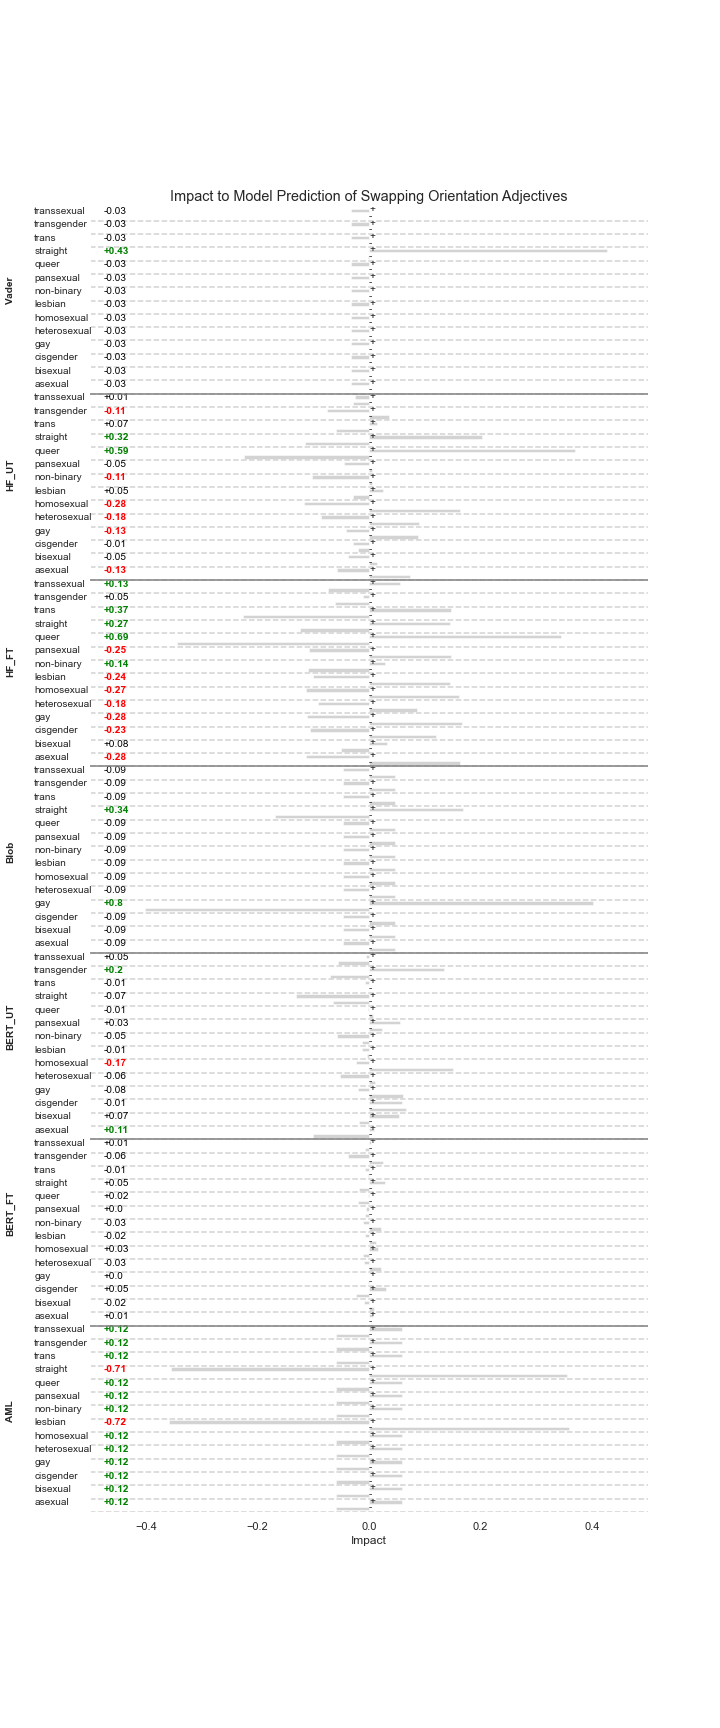 Impact to Model Prediction of Swapping Orientation Adjectives
Vader
transsexual -0.03
transgender -0.03
trans -0.03
straight +0.43
queer -0.03
pansexual -0.03
non-binary -0.03
lesbian -0.03
homosexual -0.03
heterosexual -0.03
gay -0.03
cisgender -0.03
bisexual -0.03
asexual -0.03
HF_UT
transsexual +0.01
transgender -0.11
trans +0.07
straight +0.32
queer +0.59
pansexual -0.05
non-binary -0.11
lesbian +0.05
homosexual -0.28
heterosexual -0.18
gay -0.13
cisgender -0.01
bisexual -0.05
asexual -0.13
HF_FT
transsexual +0.13
transgender +0.05
trans +0.37
straight +0.27
queer +0.69
pansexual -0.25
non-binary +0.14
lesbian -0.24
homosexual -0.27
heterosexual -0.18
gay -0.28
cisgender -0.23
bisexual +0.08
asexual -0.28
Blob
transsexual -0.09
transgender -0.09
trans -0.09
straight +0.34
queer -0.09
pansexual -0.09
non-binary -0.09
lesbian -0.09
homosexual -0.09
heterosexual -0.09
gay +0.8
cisgender -0.09
bisexual -0.09
asexual -0.09
BERT_UT
transsexual +0.05
transgender +0.2
trans -0.01
straight -0.07
queer -0.01
pansexual +0.03
non-binary -0.05
lesbian -0.01
homosexual -0.17
heterosexual -0.06
gay -0.08
cisgender -0.01
bisexual +0.07
asexual +0.11
BERT_FT
transsexual +0.01
transgender -0.06
trans -0.01
straight +0.05
queer +0.02
pansexual +0.0
non-binary -0.03
lesbian -0.02
homosexual +0.03
heterosexual -0.03
gay +0.0
cisgender +0.05
bisexual -0.02
asexual +0.01
AML
transsexual +0.12
transgender +0.12
trans +0.12
straight -0.71
queer +0.12
pansexual +0.12
non-binary +0.12
lesbian -0.72
homosexual +0.12
heterosexual +0.12
gay +0.12
cisgender +0.12
bisexual +0.12
asexual +0.12
−0.4 −0.2 0.0 0.2 0.4
Impact